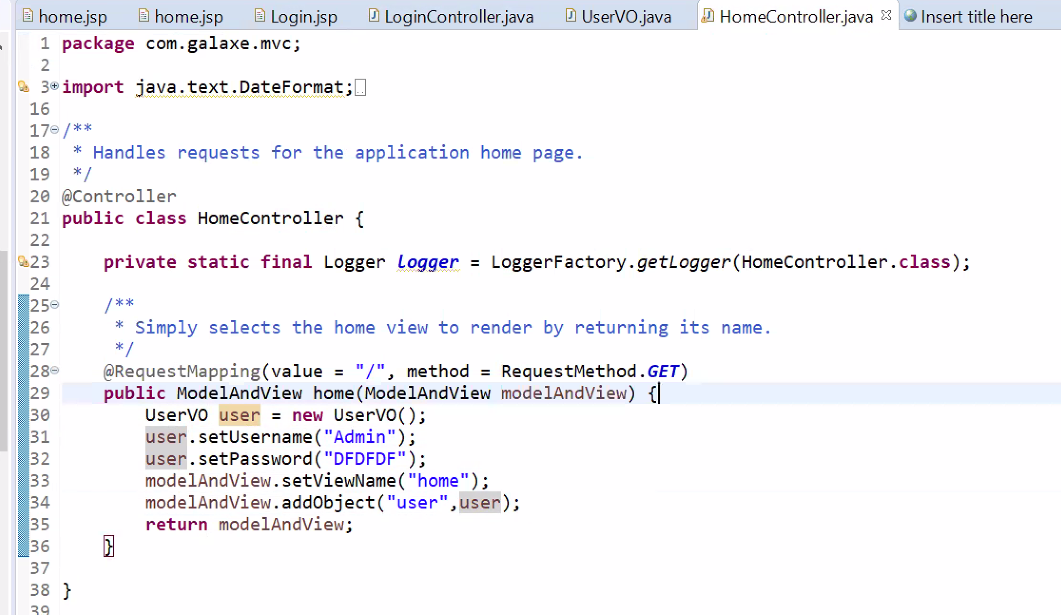 home.jsp home.jsp Login.jsp LoginController.java UserVO.java HomeController.java Insert title here
1 package com.galaxe.mvc;
2
3 import java.text.DateFormat;
16
17 /**
18 * Handles requests for the application home page.
19 */
20 @Controller
21 public class HomeController {
22
23 private static final Logger logger = LoggerFactory.getLogger(HomeController.class);
24
25 /**
26 * Simply selects the home view to render by returning its name.
27 */
28 @RequestMapping(value = "/", method = RequestMethod.GET)
29 public ModelAndView home(ModelAndView modelAndView) {
30 UserVO user = new UserVO();
31 user.setUsername("Admin");
32 user.setPassword("DFDFDF");
33 modelAndView.setViewName("home");
34 modelAndView.addObject("user",user);
35 return modelAndView;
36 }
37
38 }
39